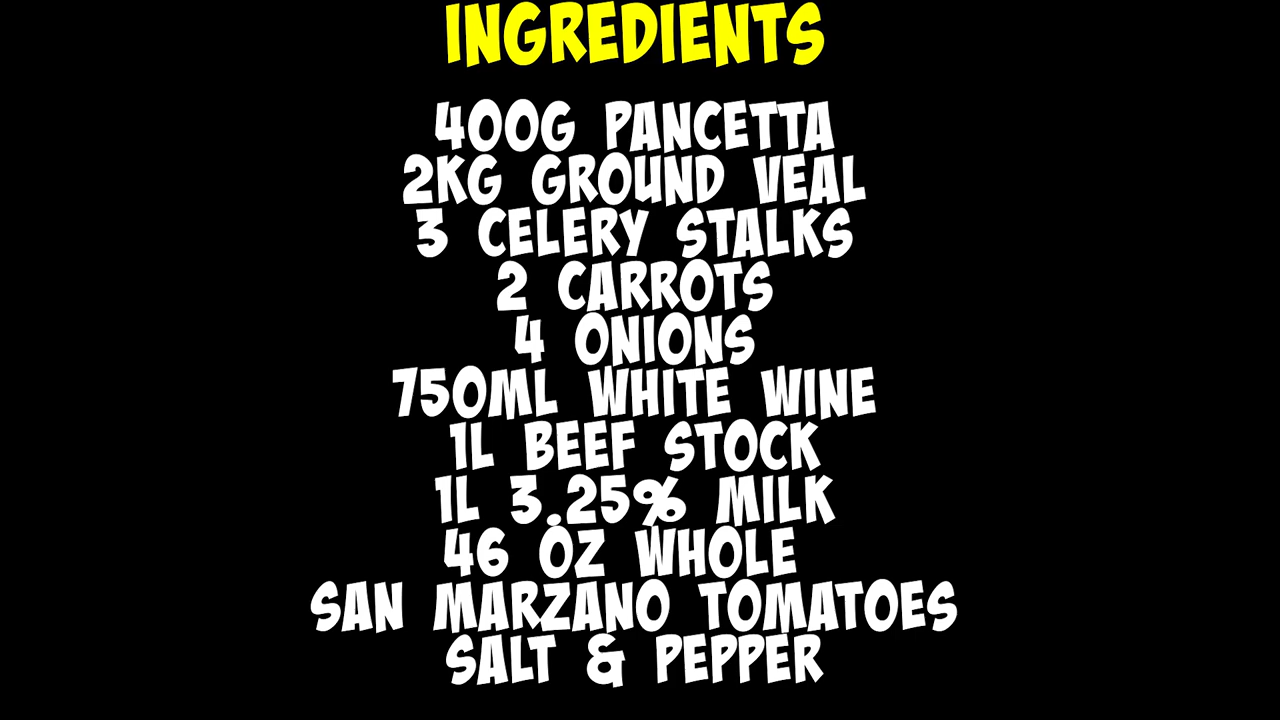 INGREDIENTS
400G PANCETTA
2KG GROUND VEAL
3 CELERY STALKS
2 CARROTS
4 ONIONS
750ML WHITE WINE
1L BEEF STOCK
1L 3.25% MILK
46 OZ WHOLE
SAN MARZANO TOMATOES
SALT & PEPPER